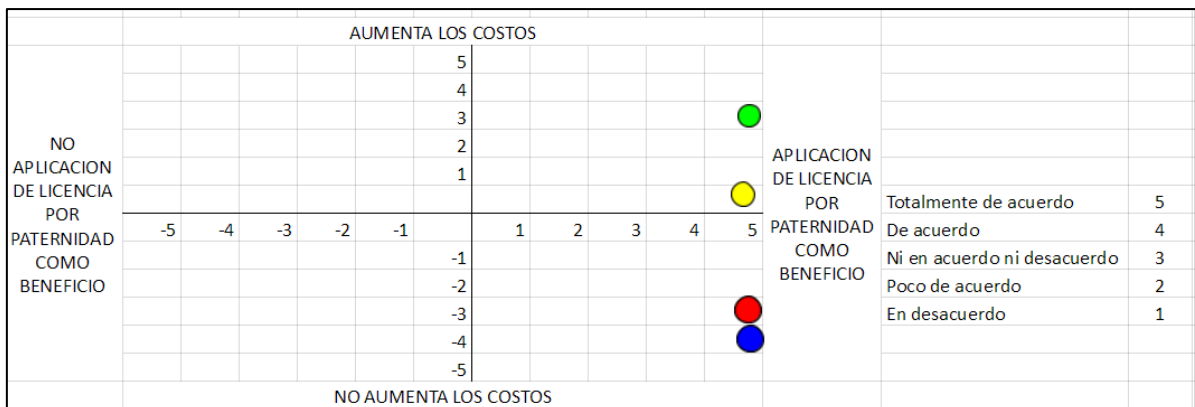 AUMENTA LOS COSTOS
5
4
3
2
1
NO
APLICACION
DE LICENCIA
POR
PATERNIDAD
COMO
BENEFICIO
-5 -4 -3 -2 -1 1 2 3 4 5
-1
-2
-3
-4
-5
NO AUMENTA LOS COSTOS
APLICACION
DE LICENCIA
POR
PATERNIDAD
COMO
BENEFICIO
Totalmente de acuerdo 5
De acuerdo 4
Ni en acuerdo ni desacuerdo 3
Poco de acuerdo 2
En desacuerdo 1